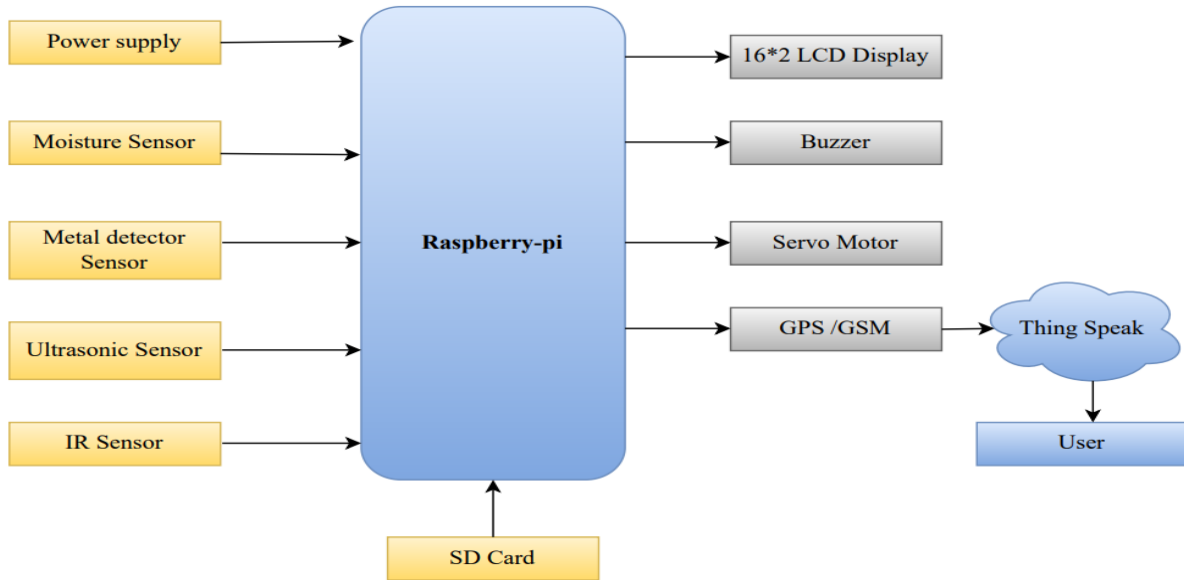 Power supply
Moisture Sensor
Metal detector
Sensor
Ultrasonic Sensor
IR Sensor
Raspberry-pi
SD Card
16*2 LCD Display
Buzzer
Servo Motor
GPS /GSM
Thing Speak
User